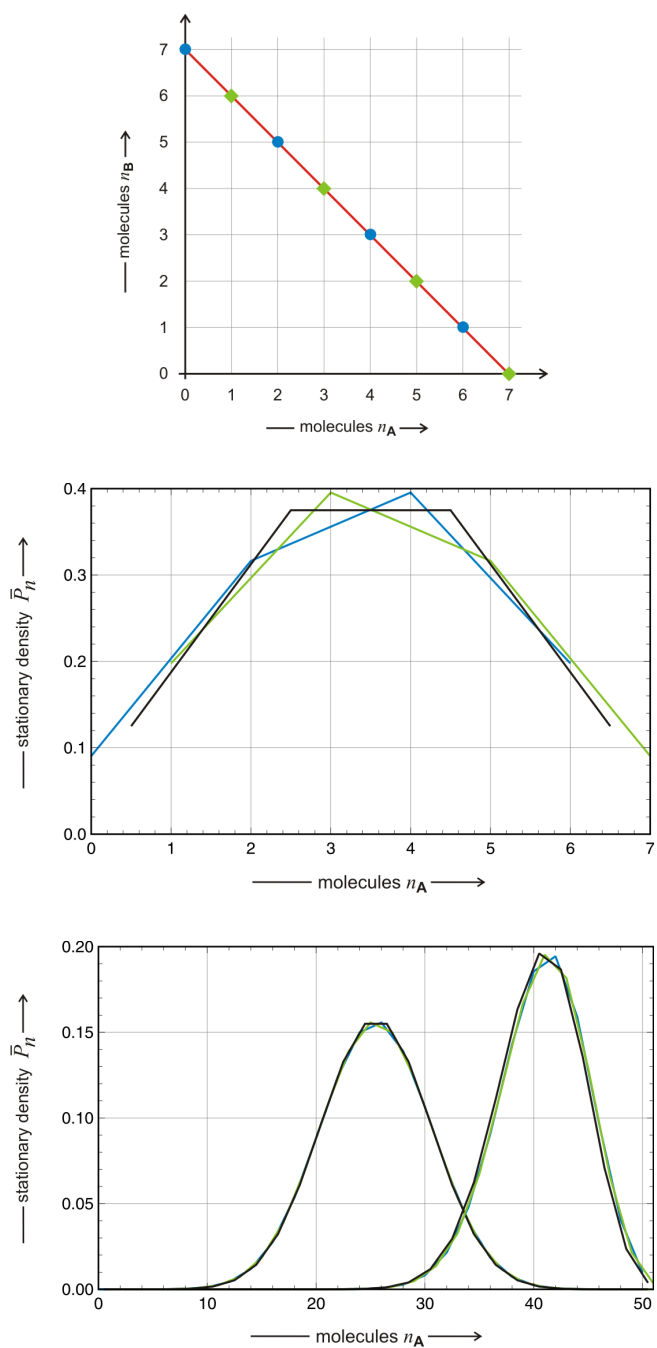 7
6
5
4
3
2
1
0
molecules nB
0 1 2 3 4 5 6 7
molecules nA
0.4
0.3
0.2
0.1
0.0
stationary density P̄n
0 1 2 3 4 5 6 7
molecules nA
0.20
0.15
0.10
0.05
0.00
stationary density P̄n
0 10 20 30 40 50
molecules nA